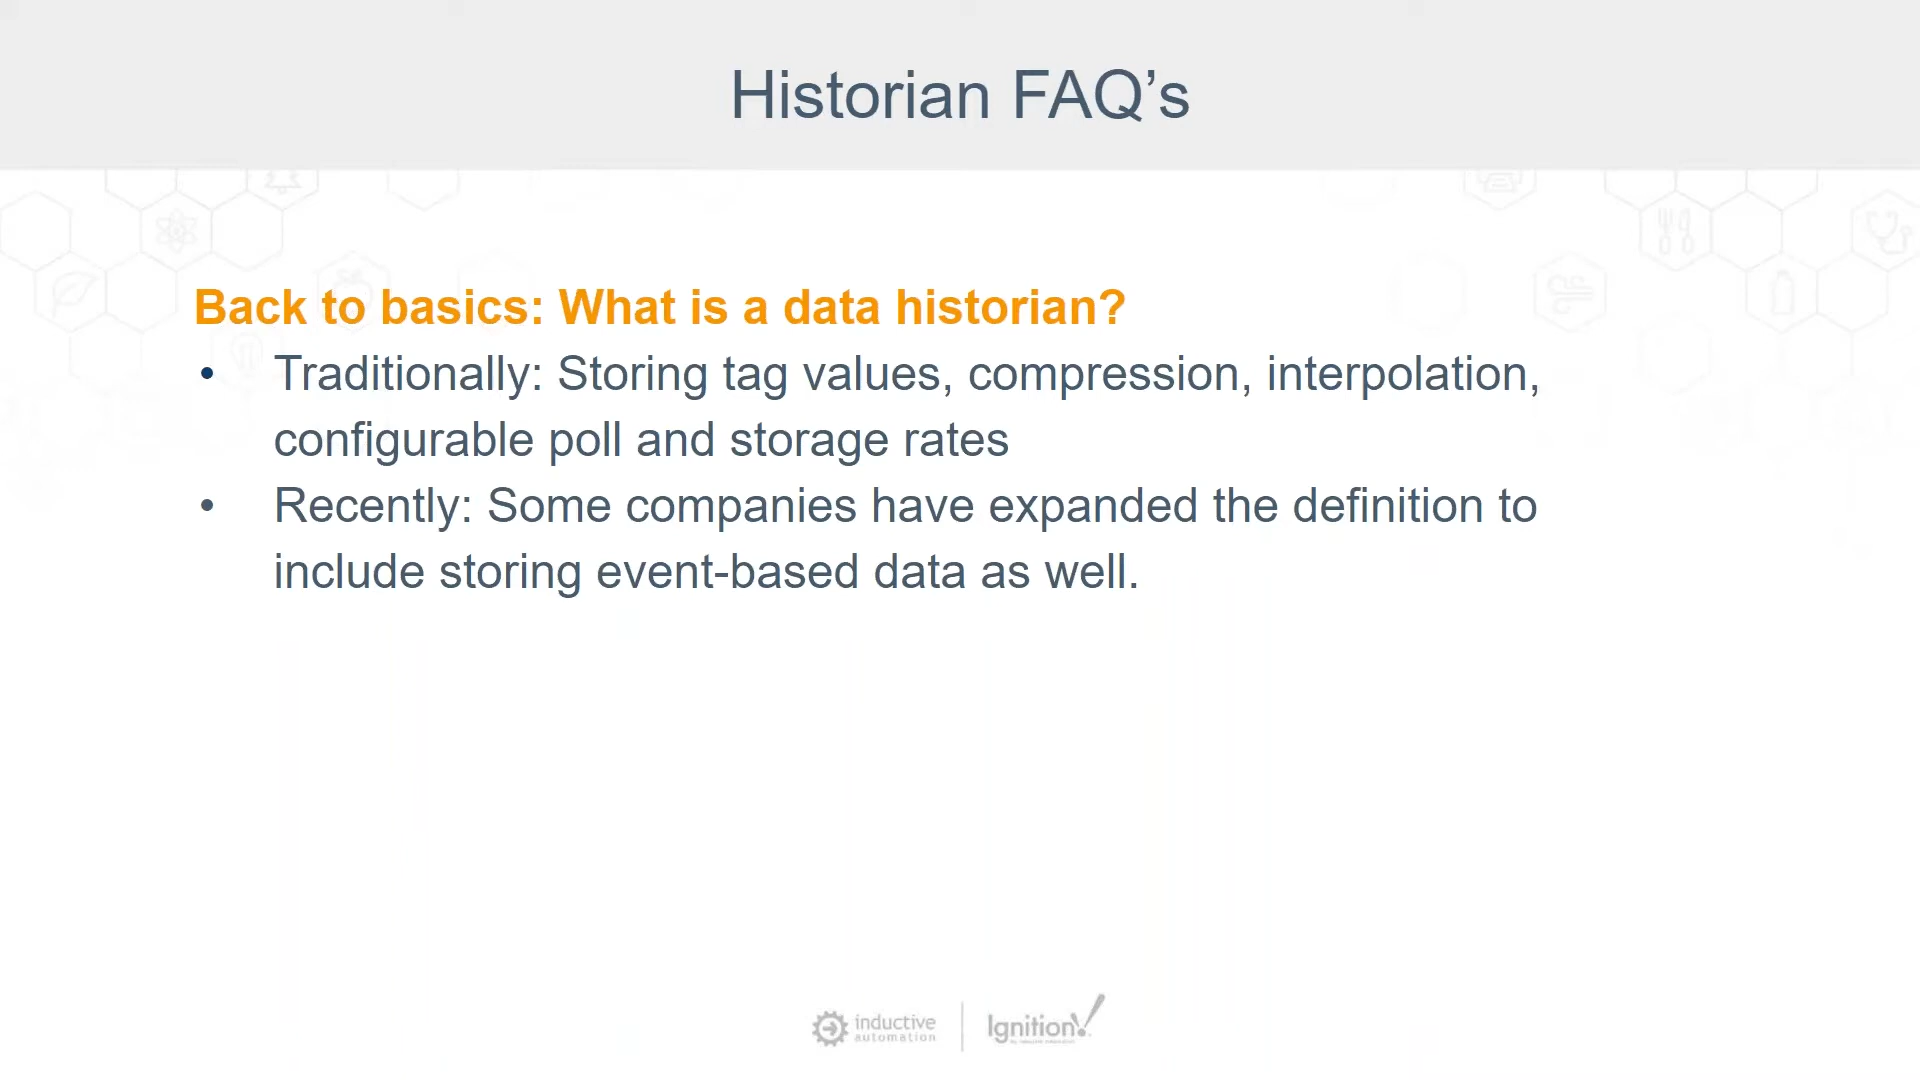 Historian FAQ’s
Back to basics: What is a data historian?
• Traditionally: Storing tag values, compression, interpolation,
configurable poll and storage rates
• Recently: Some companies have expanded the definition to
include storing event-based data as well.
inductive
automation
Ignition!